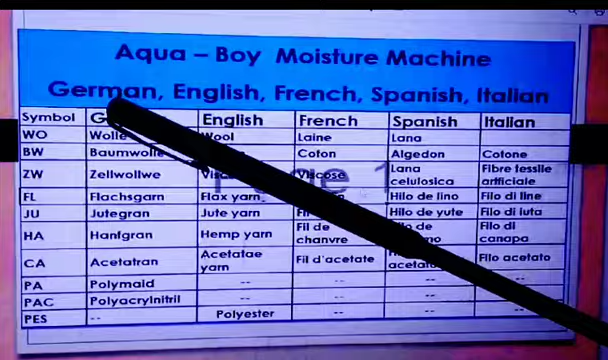 Aqua – Boy Moisture Machine
German, English, French, Spanish, Italian
Symbol G English French Spanish Italian
WO Wolle Wool Laine Lana
BW Baumwolle Coton Algedon Cotone
ZW Zellwollwe Viscose Lana celulosica Fibre tessile artficiale
FL Flachsgarn Flax yarn Hilo de lino Filo di line
JU Jutegran Jute yarn Hilo de yute Filo di luta
HA Hanfgran Hemp yarn Fil de chanvre Filo di canapa
CA Acetatran Acetatae yarn Fil d'acetate Filo acetato
PA Polymaid -- -- -- --
PAC Polyacrylnitril -- -- -- --
PES -- Polyester -- -- --